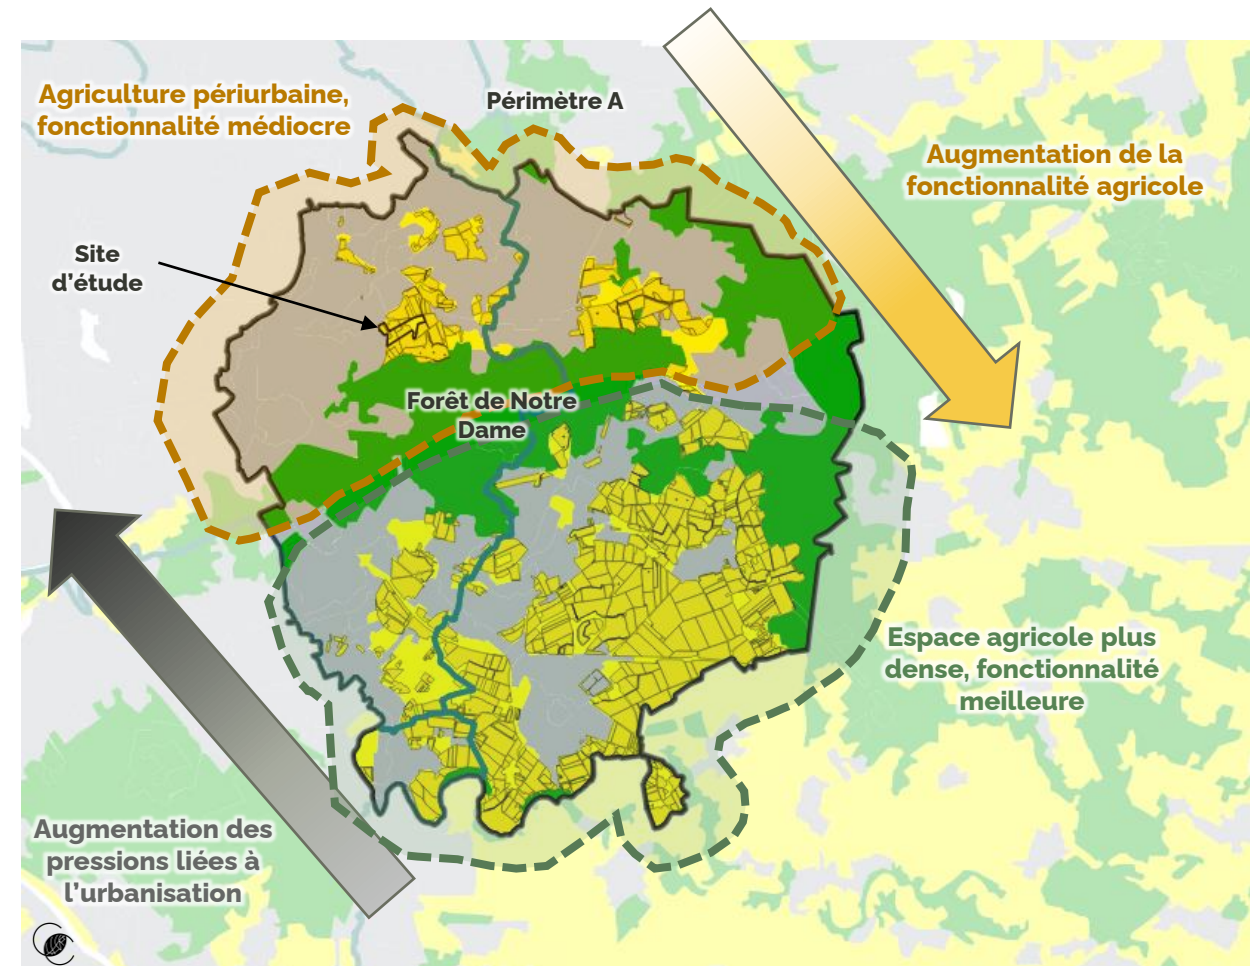 Agriculture périurbaine,
fonctionnalité médiocre
Périmètre A
Augmentation de la
fonctionnalité agricole
Site
d’étude
Forêt de Notre
Dame
Espace agricole plus
dense, fonctionnalité
meilleure
Augmentation des
pressions liées à
l’urbanisation